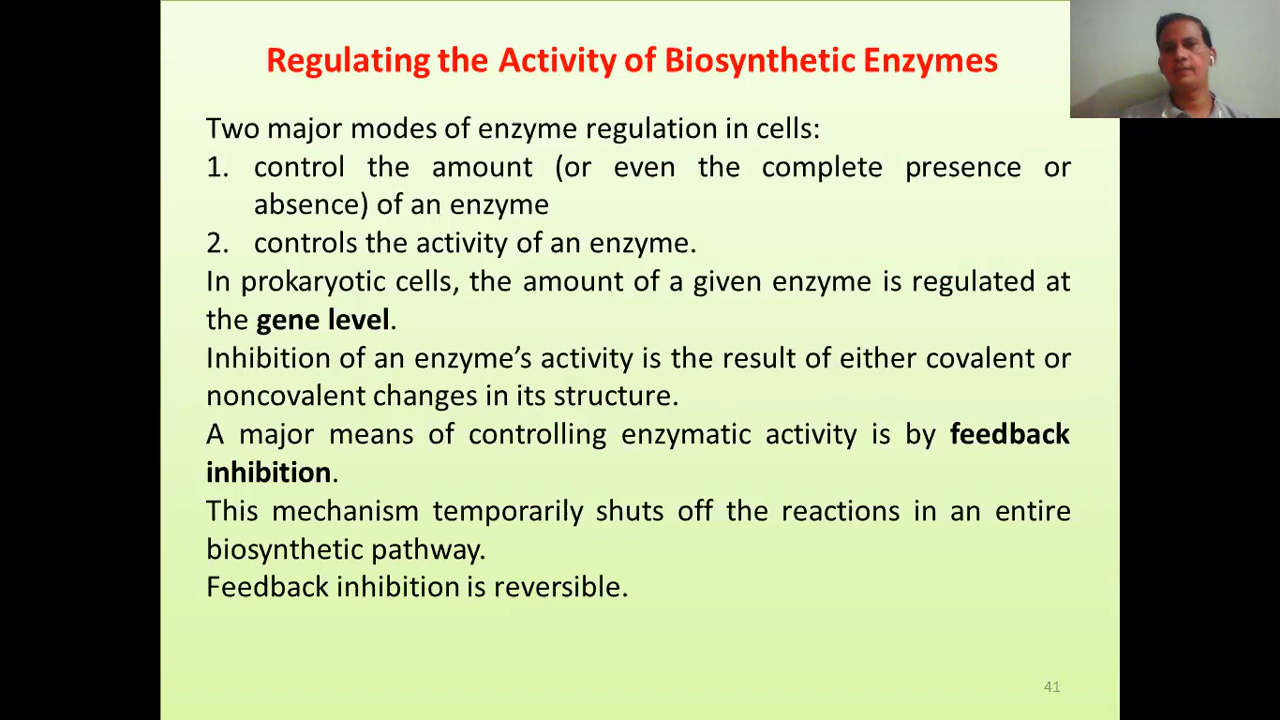 Regulating the Activity of Biosynthetic Enzymes
Two major modes of enzyme regulation in cells:
1. control the amount (or even the complete presence or
absence) of an enzyme
2. controls the activity of an enzyme.
In prokaryotic cells, the amount of a given enzyme is regulated at
the gene level.
Inhibition of an enzyme’s activity is the result of either covalent or
noncovalent changes in its structure.
A major means of controlling enzymatic activity is by feedback
inhibition.
This mechanism temporarily shuts off the reactions in an entire
biosynthetic pathway.
Feedback inhibition is reversible.
41